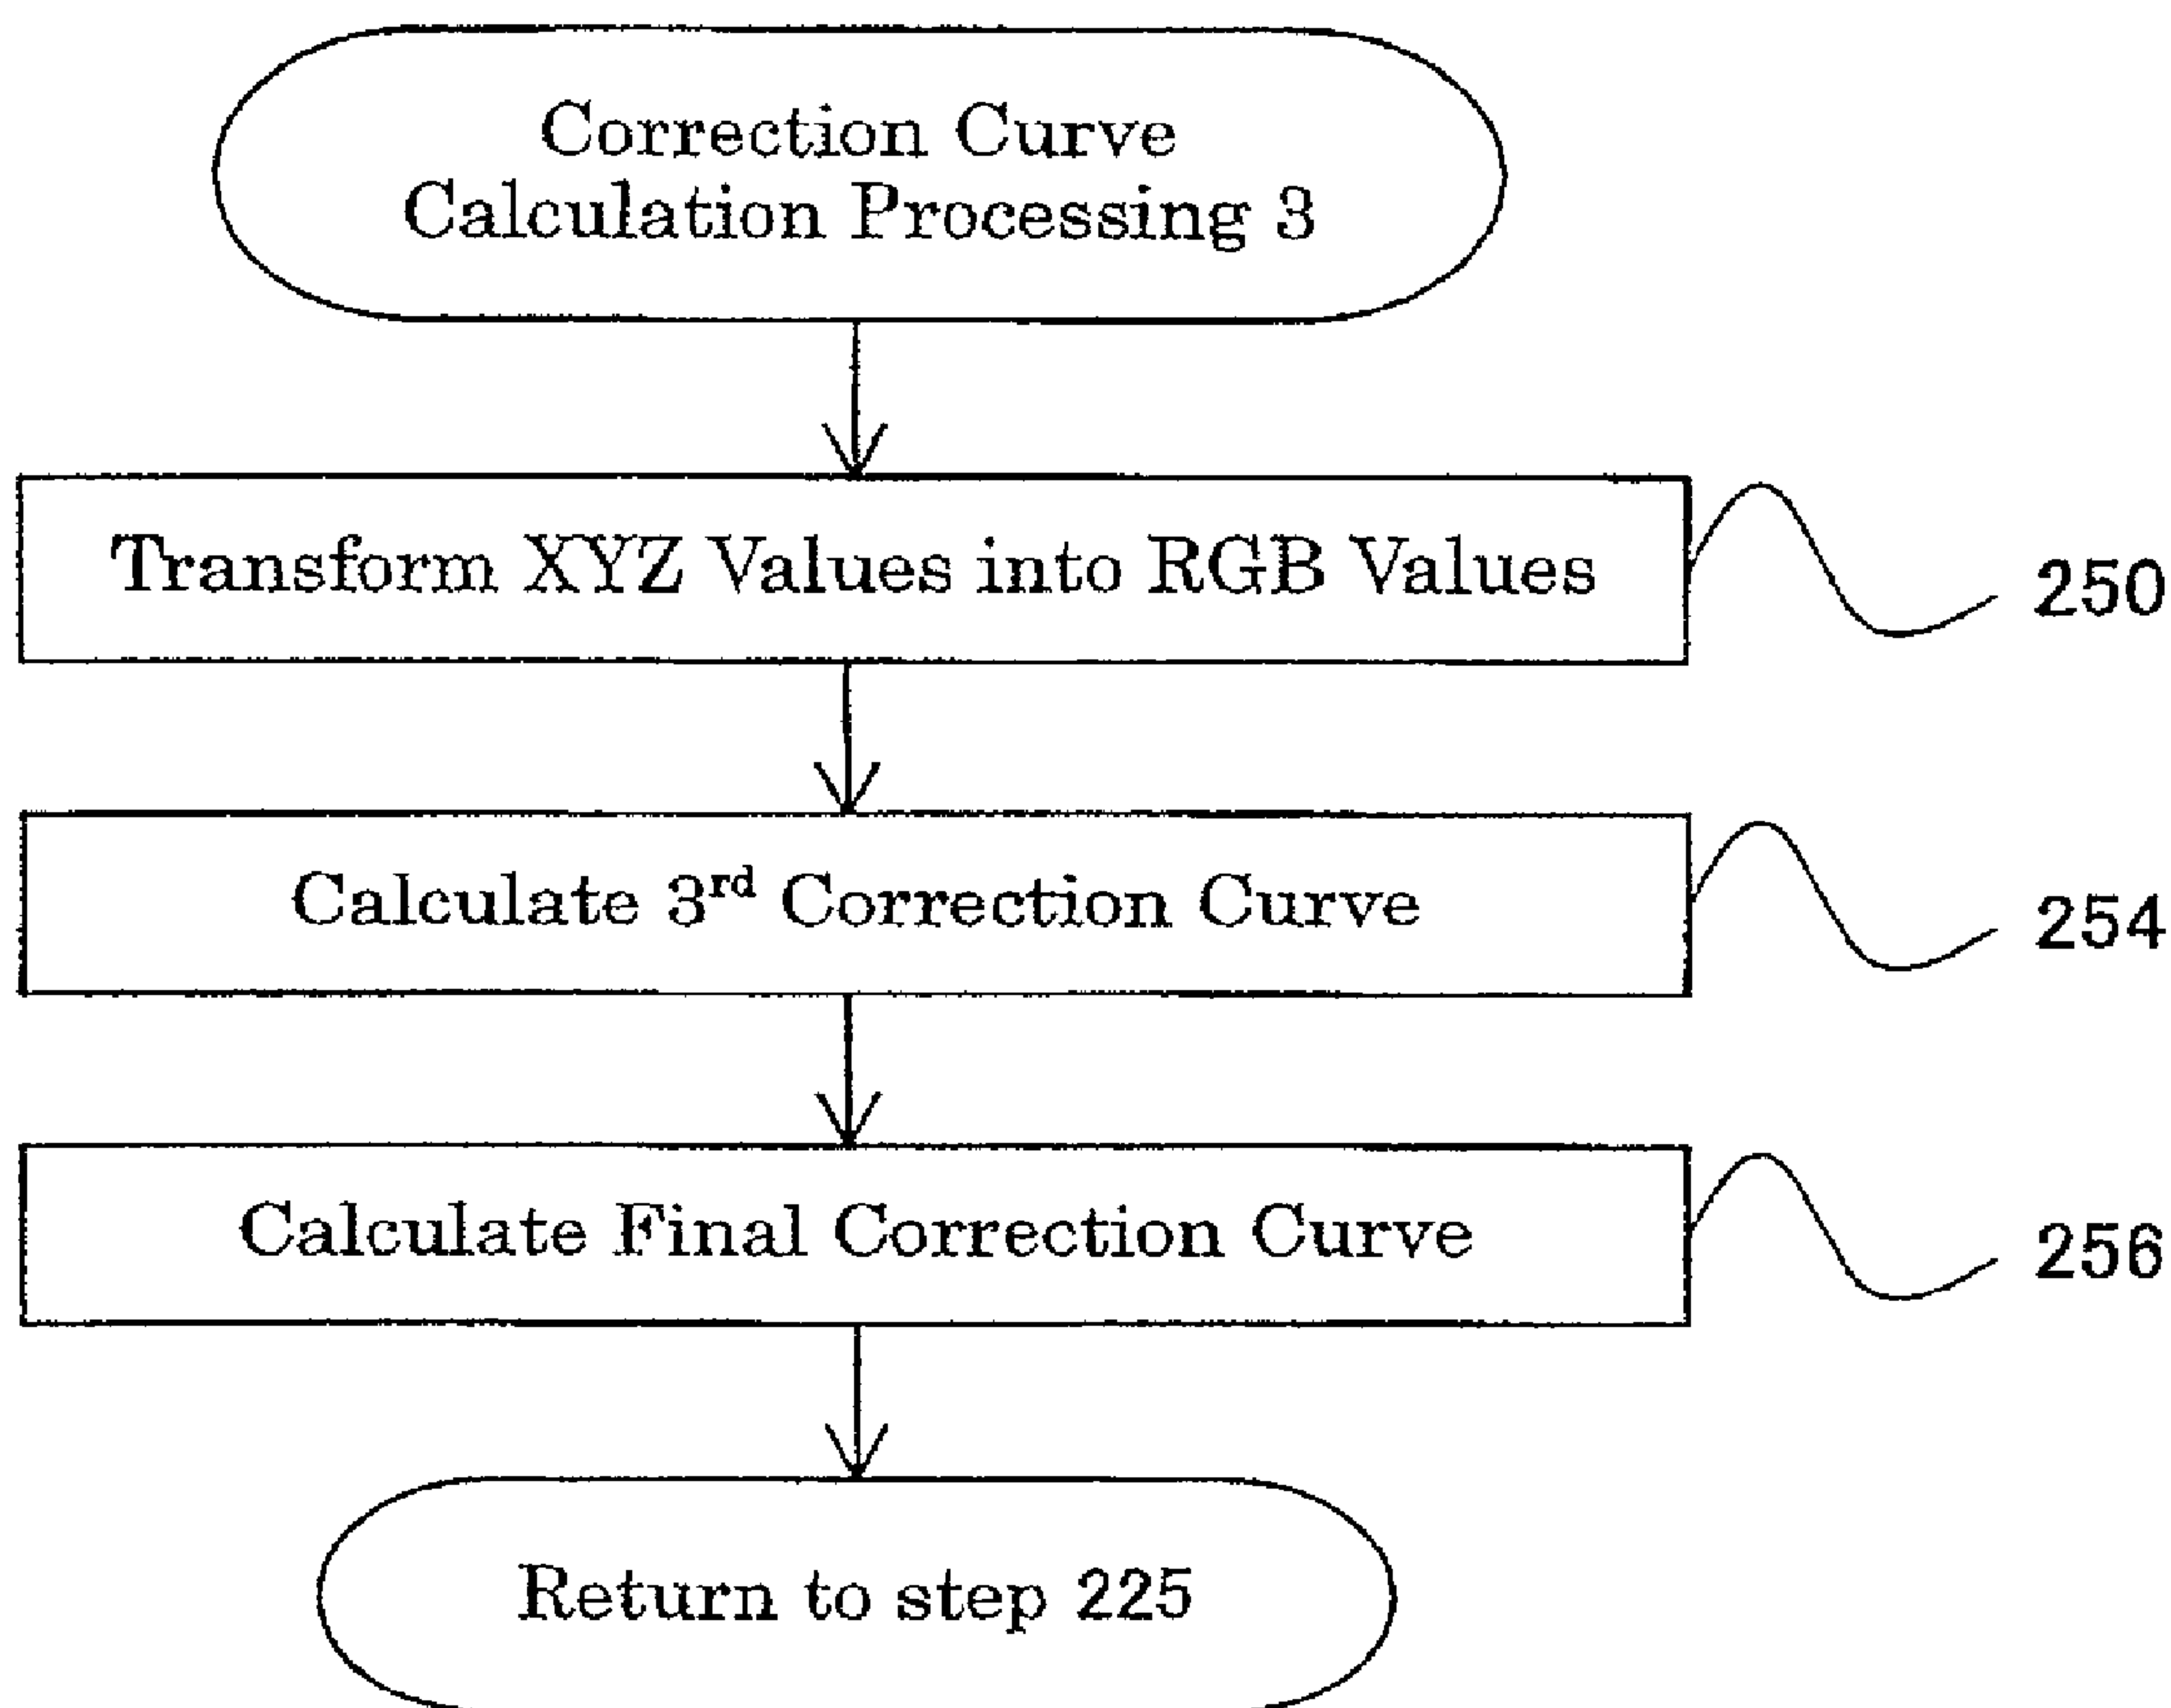 Correction Curve
Calculation Processing 3
Transform XYZ Values into RGB Values
250
Calculate 3rd Correction Curve
254
Calculate Final Correction Curve
256
Return to step 225